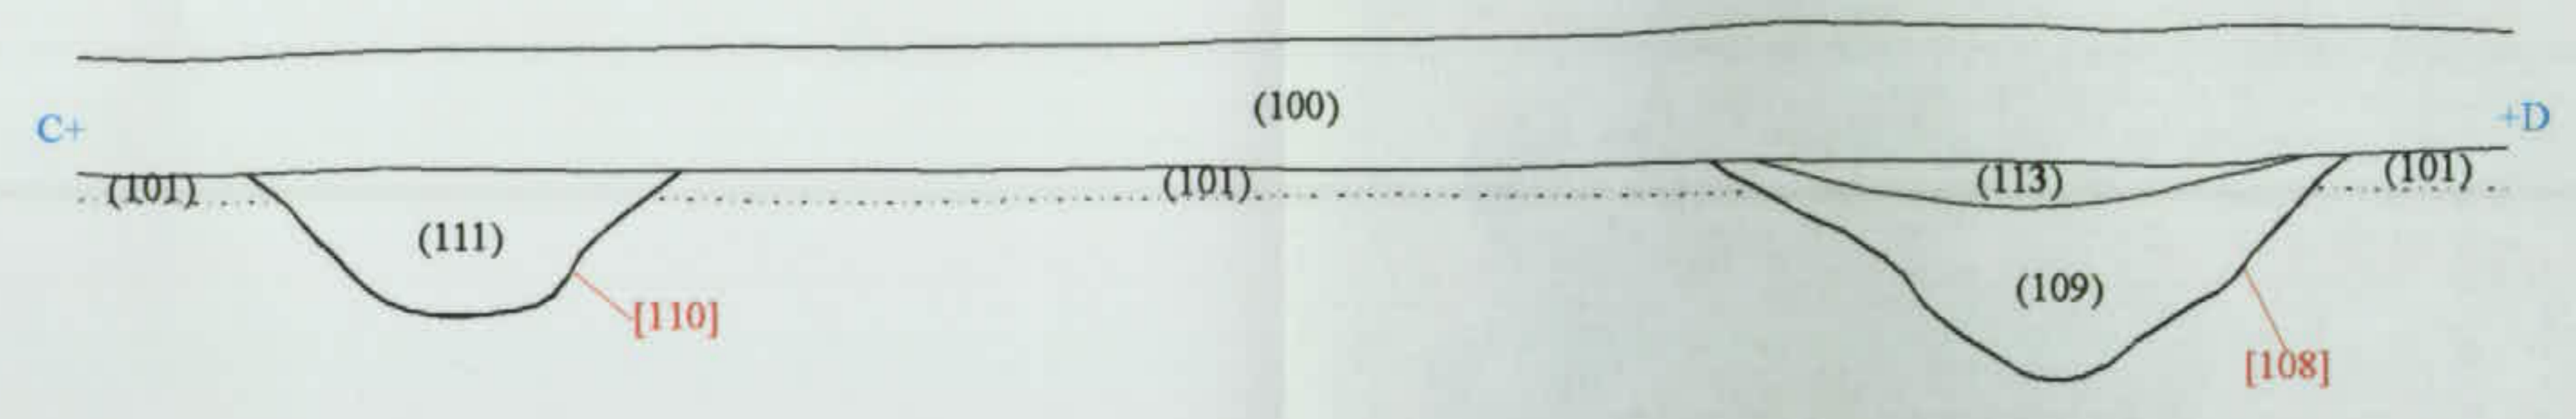 (100)
C+ +D
(101) (101) (113) (101)
(111)
(109)
[110]
[108]